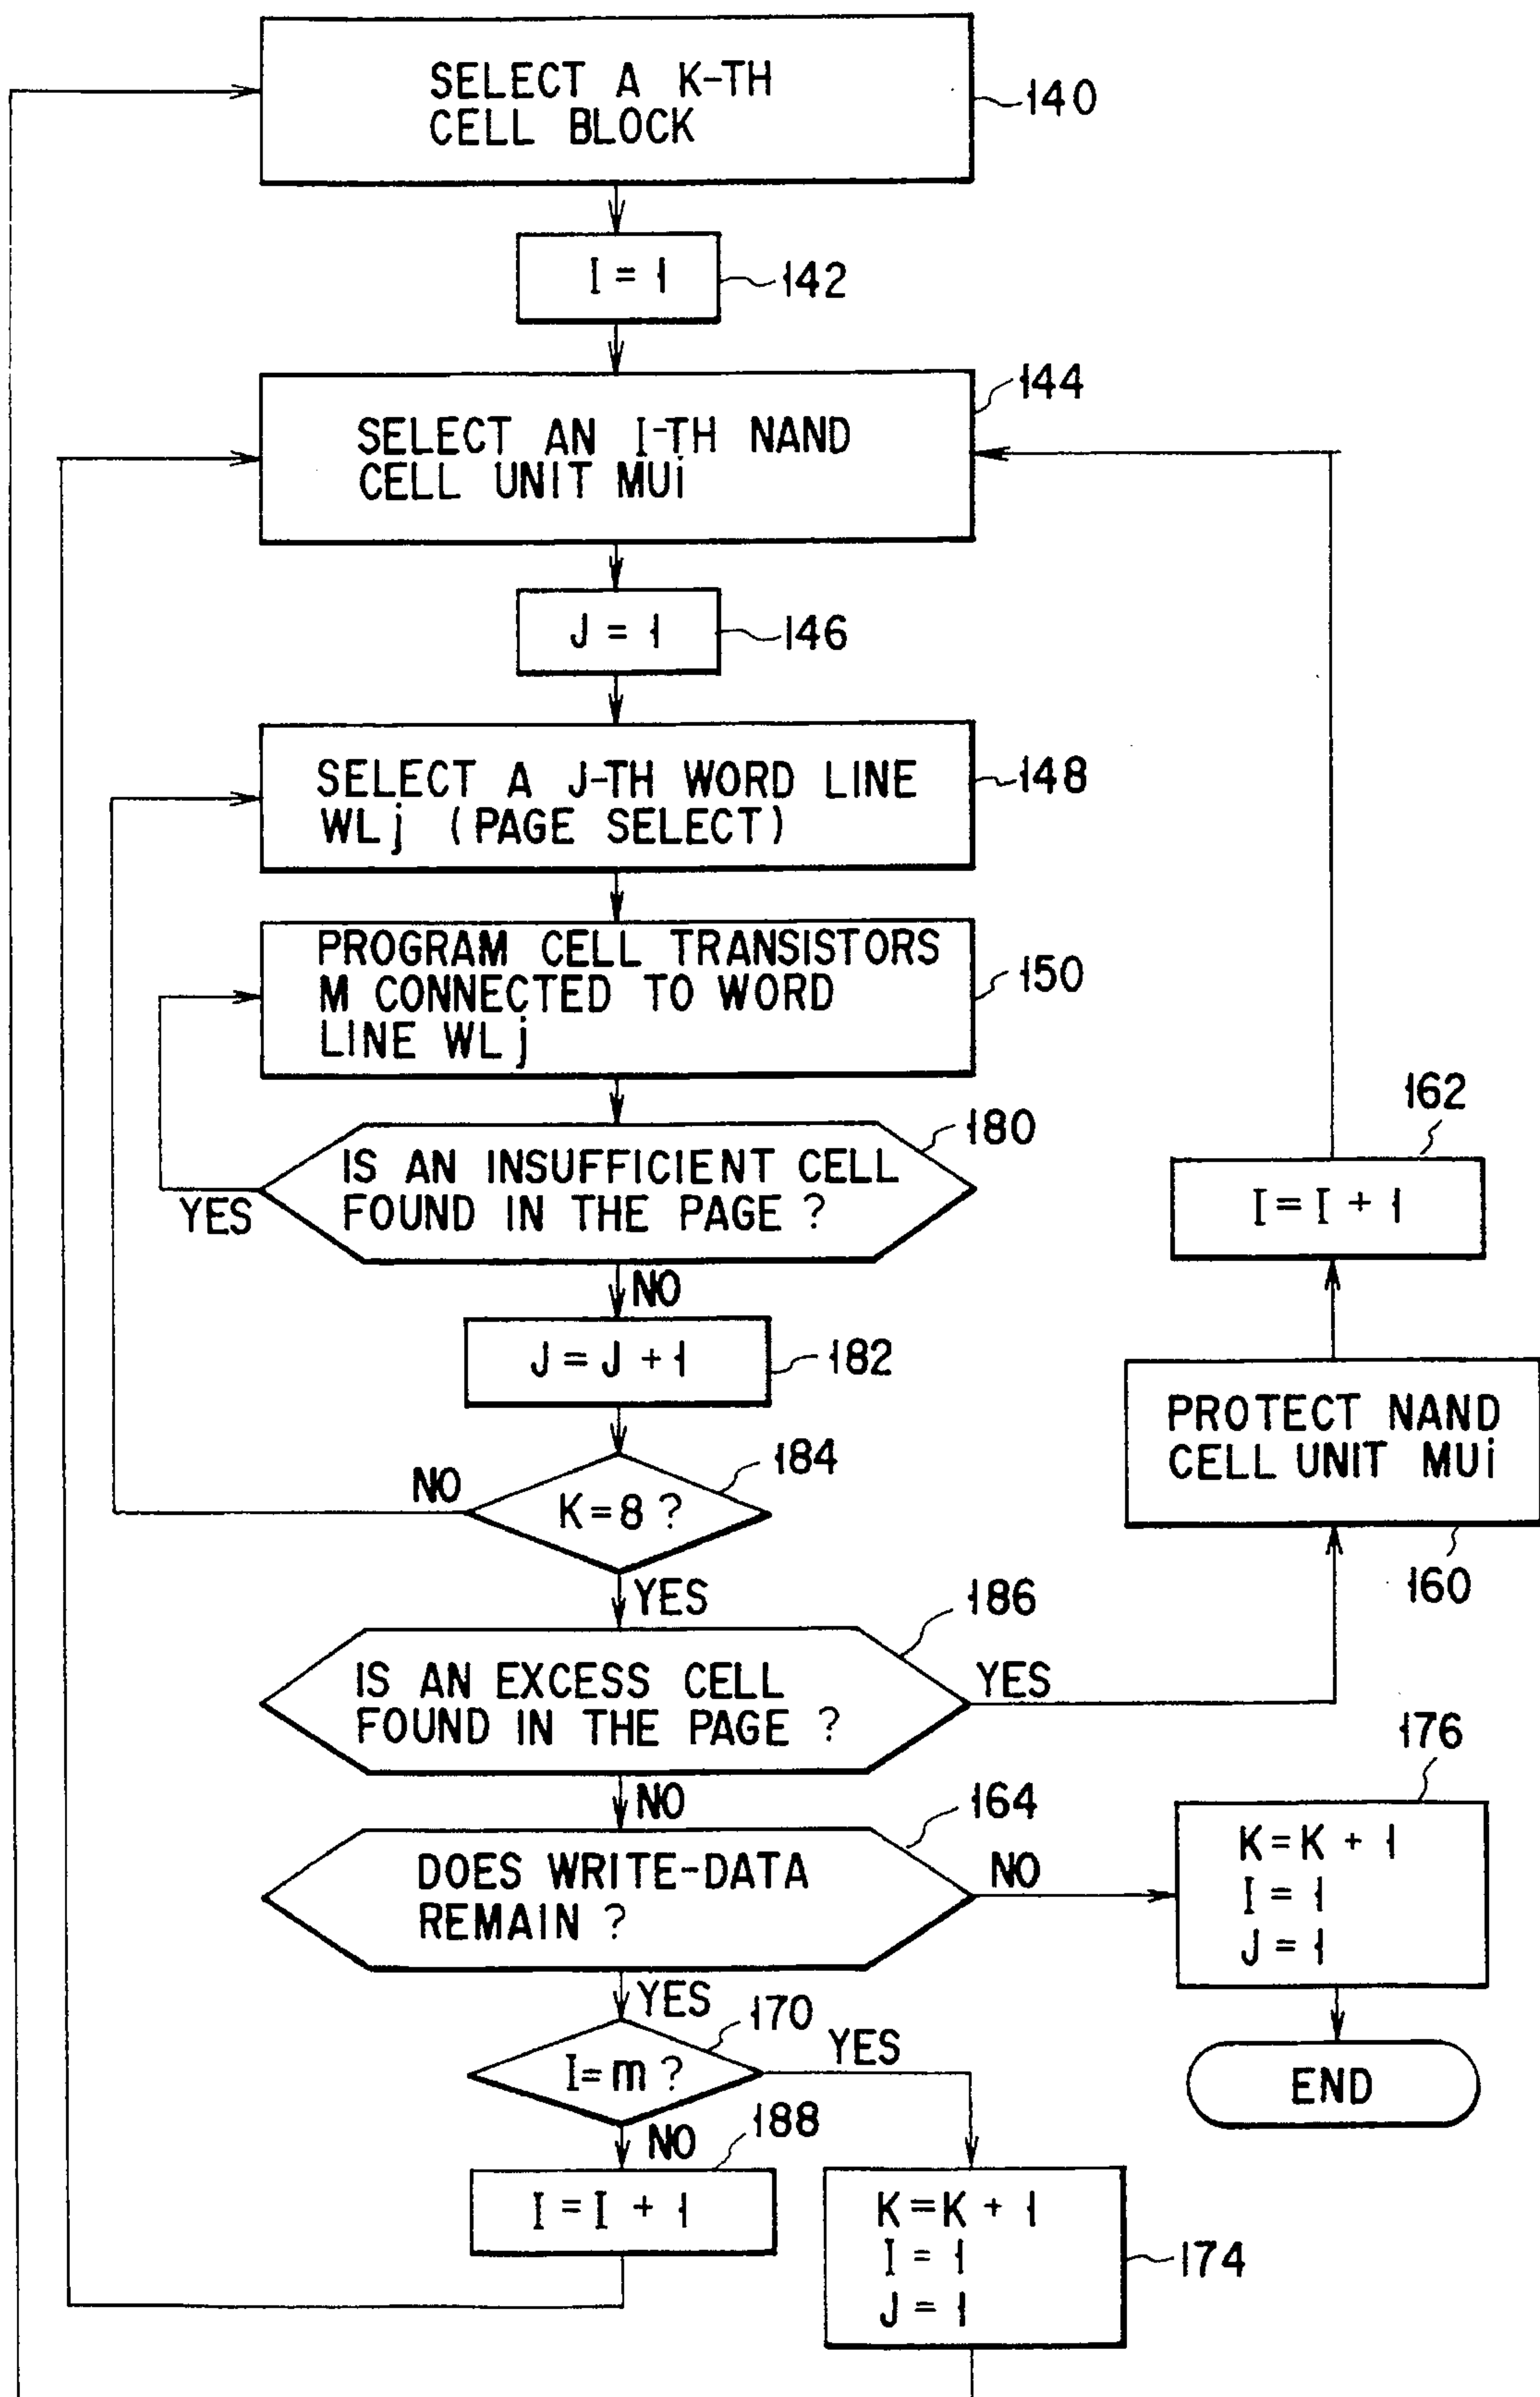 SELECT A K-TH
CELL BLOCK
140
I = 1
142
144
SELECT AN I-TH NAND
CELL UNIT MUi
J = 1
146
SELECT A J-TH WORD LINE
WLj (PAGE SELECT)
148
PROGRAM CELL TRANSISTORS
M CONNECTED TO WORD
LINE WLj
150
180
IS AN INSUFFICIENT CELL
FOUND IN THE PAGE ?
YES
NO
162
I = I + 1
J = J + 1
182
PROTECT NAND
CELL UNIT MUi
160
184
NO
K = 8 ?
YES
186
IS AN EXCESS CELL
FOUND IN THE PAGE ?
YES
NO
164
DOES WRITE-DATA
REMAIN ?
NO
176
K = K + 1
I = 1
J = 1
END
YES
170
I = m ?
YES
NO
188
I = I + 1
K = K + 1
I = 1
J = 1
174